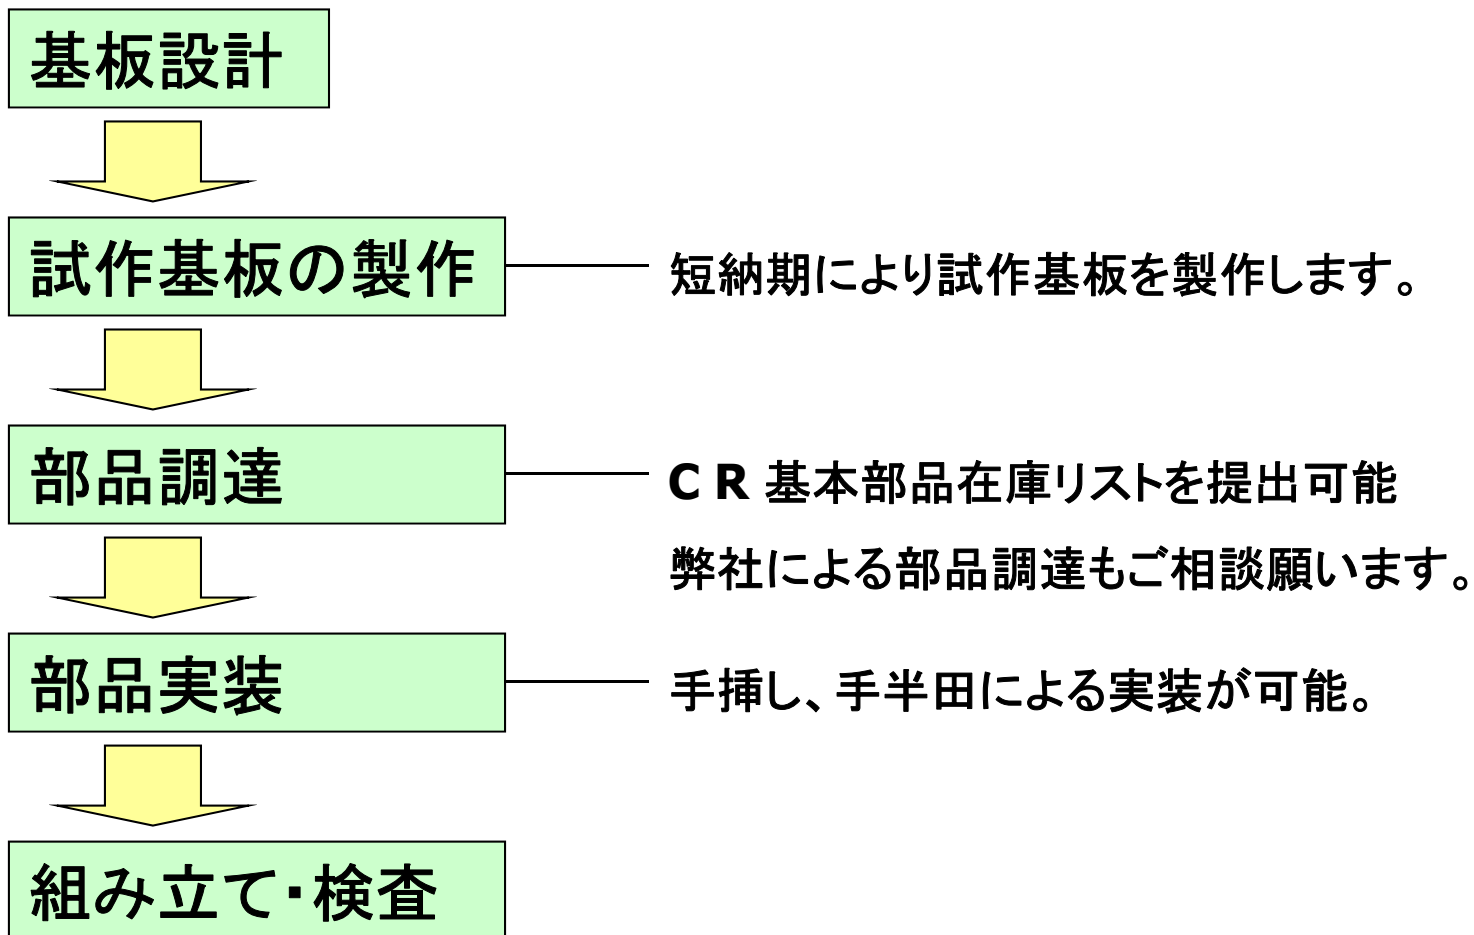 基板設計
試作基板の製作
短納期により試作基板を製作します。
部品調達
ＣＲ基本部品在庫リストを提出可能
弊社による部品調達もご相談願います。
部品実装
手挿し、手半田による実装が可能。
組み立て・検査